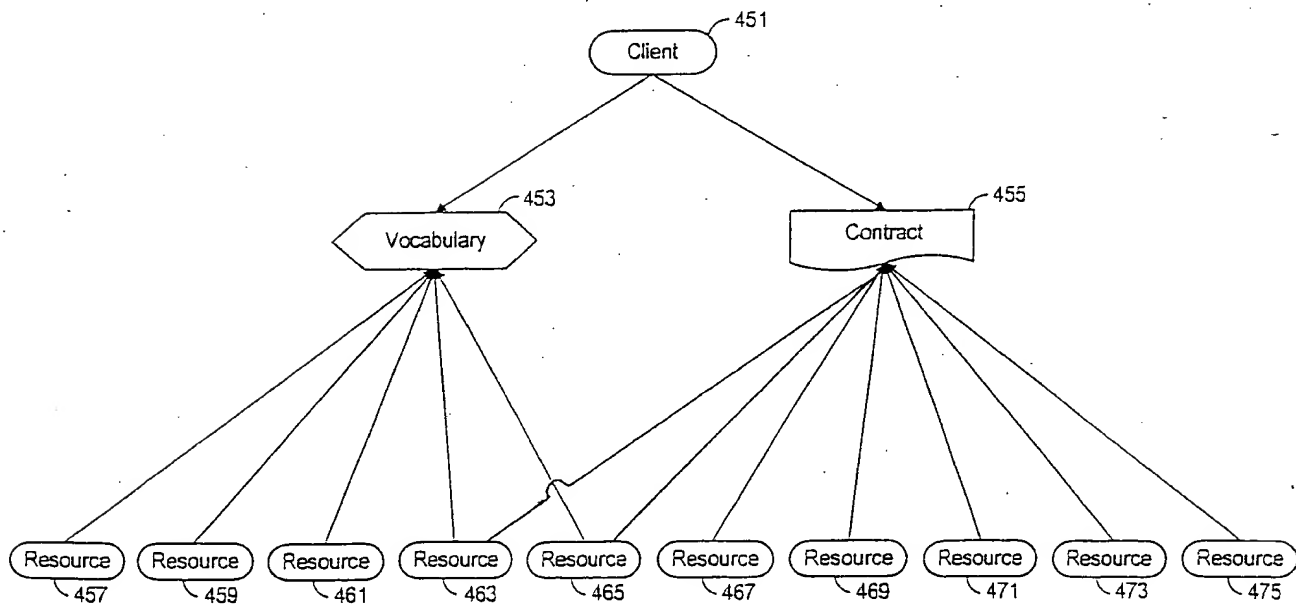 451
Client
453
455
Vocabulary
Contract
Resource Resource Resource Resource Resource Resource Resource Resource Resource Resource
457 459 461 463 465 467 469 471 473 475